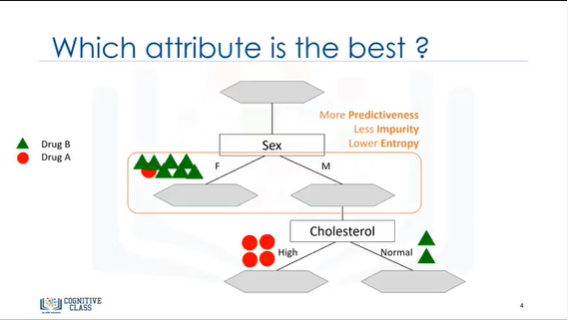 Which attribute is the best ?
More Predictiveness
Less Impurity
Lower Entropy
Drug B
Drug A
Sex
F
M
Cholesterol
High
Normal
COGNITIVE
CLASS
4